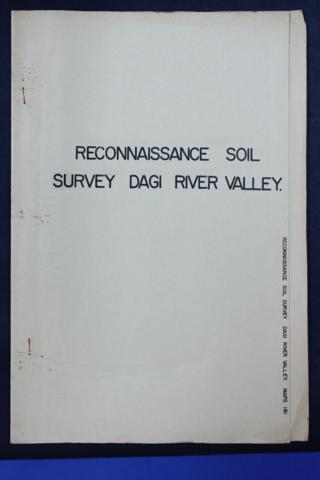 RECONNAISSANCE SOIL
SURVEY DAGI RIVER VALLEY.
RECONNAISSANCE SOIL SURVEY DAGI RIVER VALLEY. MAPS